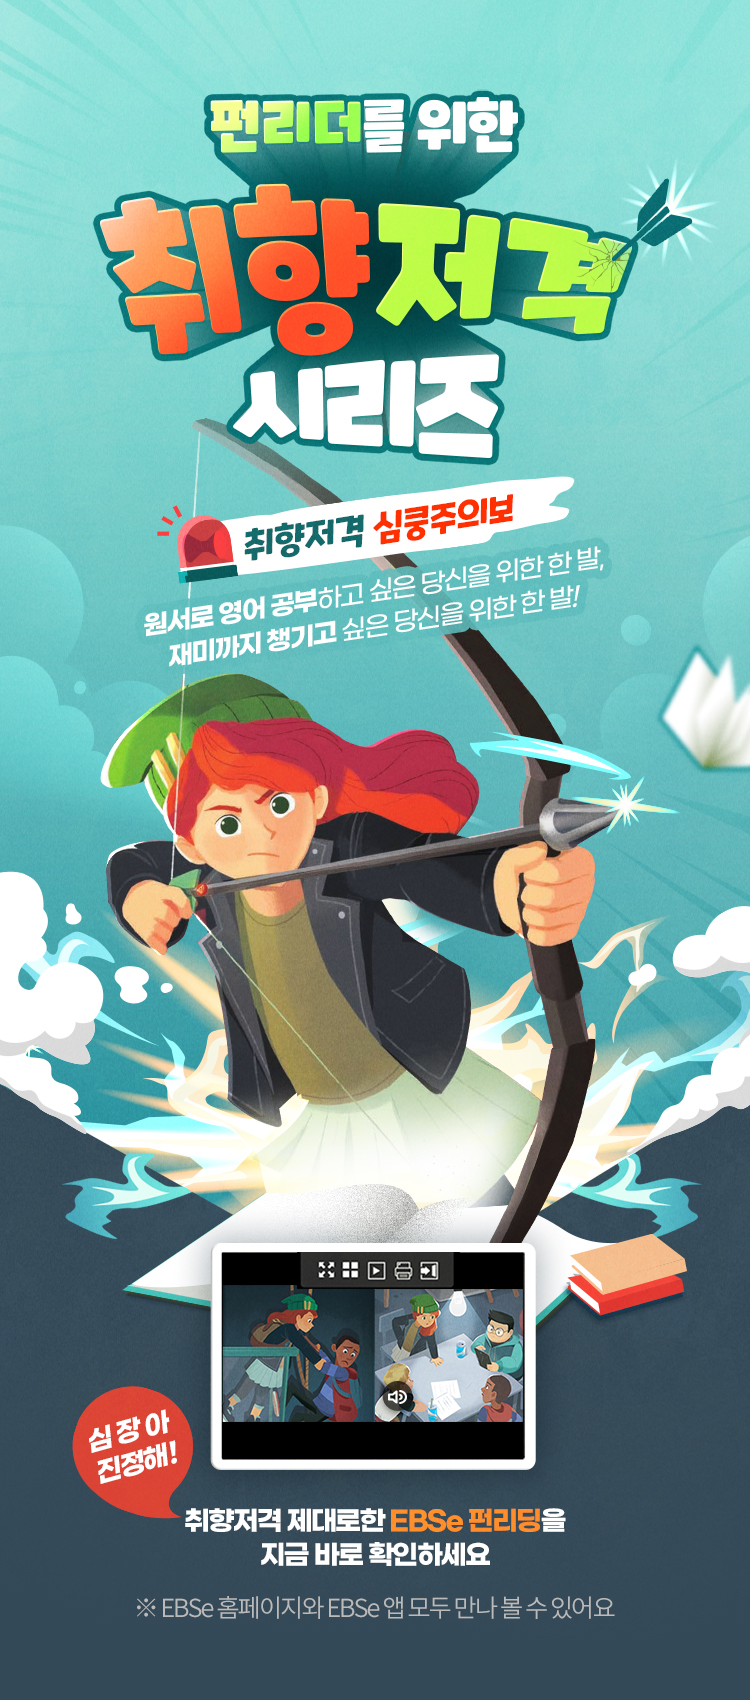 펀리더를 위한
취향저격
시리즈
취향저격 심쿵주의보
원서로 영어 공부하고 싶은 당신을 위한 한 발,
재미까지 챙기고 싶은 당신을 위한 한 발!
심장아
진정해!
취향저격 제대로한 EBSe 펀리딩을
지금 바로 확인하세요
※ EBSe 홈페이지와 EBSe 앱 모두 만나 볼 수 있어요